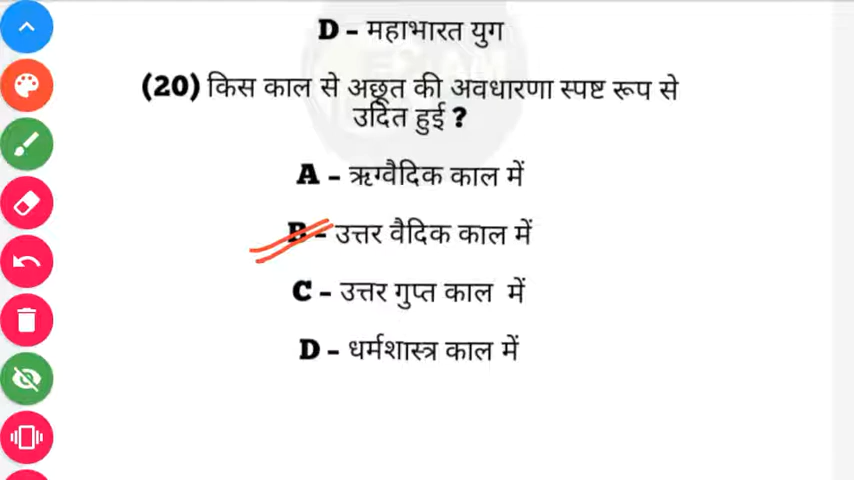 D – महाभारत युग
(20) किस काल से अछूत की अवधारणा स्पष्ट रूप से
उदित हुई ?
A – ऋग्वैदिक काल में
B – उत्तर वैदिक काल में
C – उत्तर गुप्त काल में
D – धर्मशास्त्र काल में